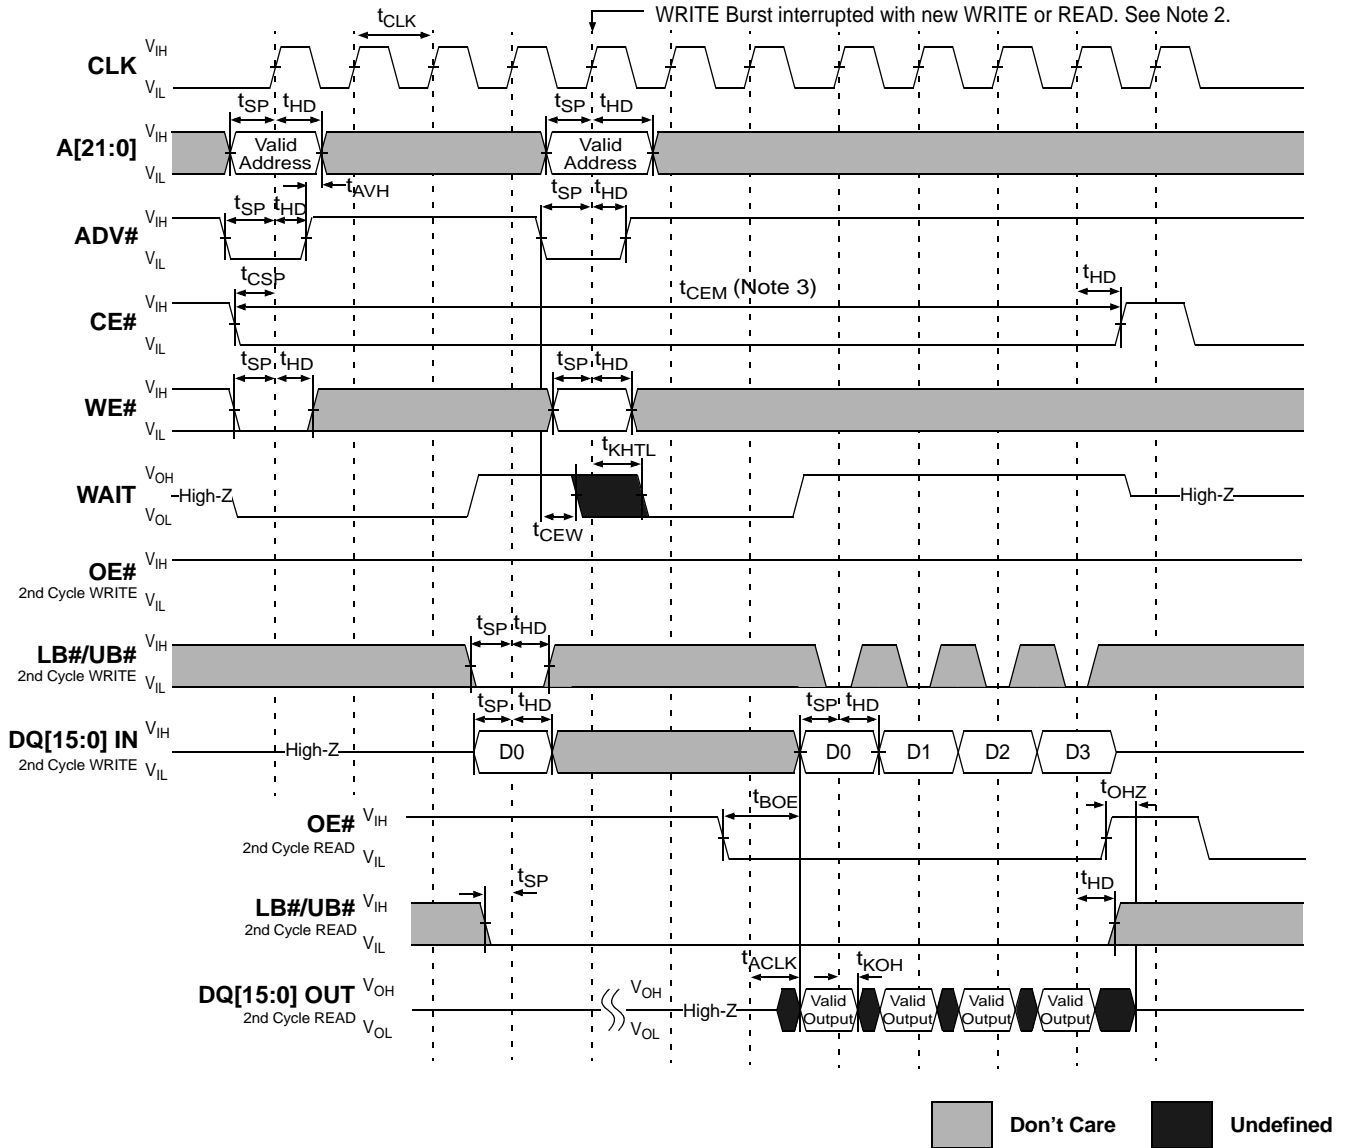 WRITE Burst interrupted with new WRITE or READ. See Note 2.
tCLK
CLK
VIH
VIL
tSP tHD tSP tHD
A[21:0]
VIH
VIL
Valid Address Valid Address
tAVH
tSP tHD tSP tHD
ADV#
VIH
VIL
tCSP
tCEM (Note 3)
tHD
CE#
VIH
VIL
tSP tHD tSP tHD
WE#
VIH
VIL
tKHTL
WAIT
VOH
VOL
High-Z High-Z
tCEW
OE#
2nd Cycle WRITE
VIH
VIL
tSP tHD
LB#/UB#
2nd Cycle WRITE
VIH
VIL
tSP tHD tSP tHD
DQ[15:0] IN
2nd Cycle WRITE
VIH
VIL
High-Z D0 D0 D1 D2 D3
tBOE tOHZ
OE#
2nd Cycle READ
VIH
VIL
tSP tHD
LB#/UB#
2nd Cycle READ
VIH
VIL
tACLK tKOH
DQ[15:0] OUT
2nd Cycle READ
VOH
VOL
VOH
VOL
High-Z
Valid Output Valid Output Valid Output Valid Output
Don't Care Undefined